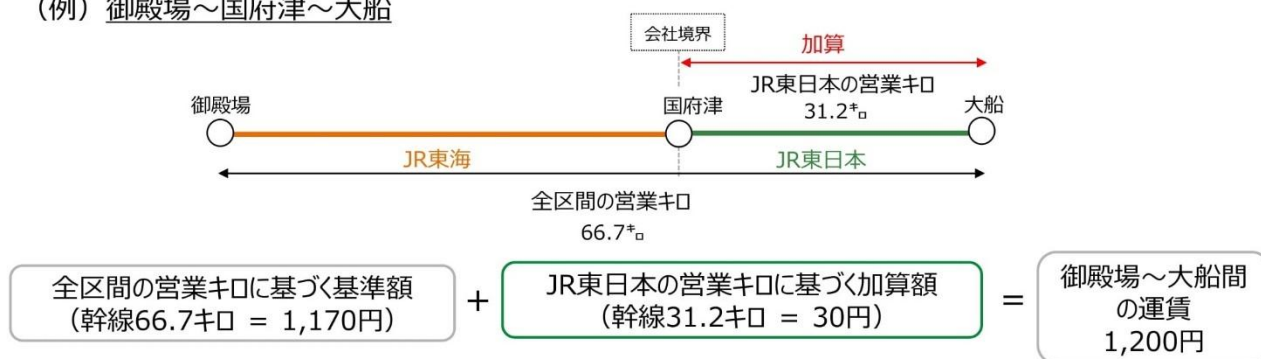 （例）御殿場～国府津～大船
会社境界
加算
JR東日本の営業キロ
31.2㌔
御殿場
国府津
大船
JR東海
JR東日本
全区間の営業キロ
66.7㌔
全区間の営業キロに基づく基準額
（幹線66.7キロ ＝ 1,170円）
＋
JR東日本の営業キロに基づく加算額
（幹線31.2キロ ＝ 30円）
＝
御殿場～大船間
の運賃
1,200円